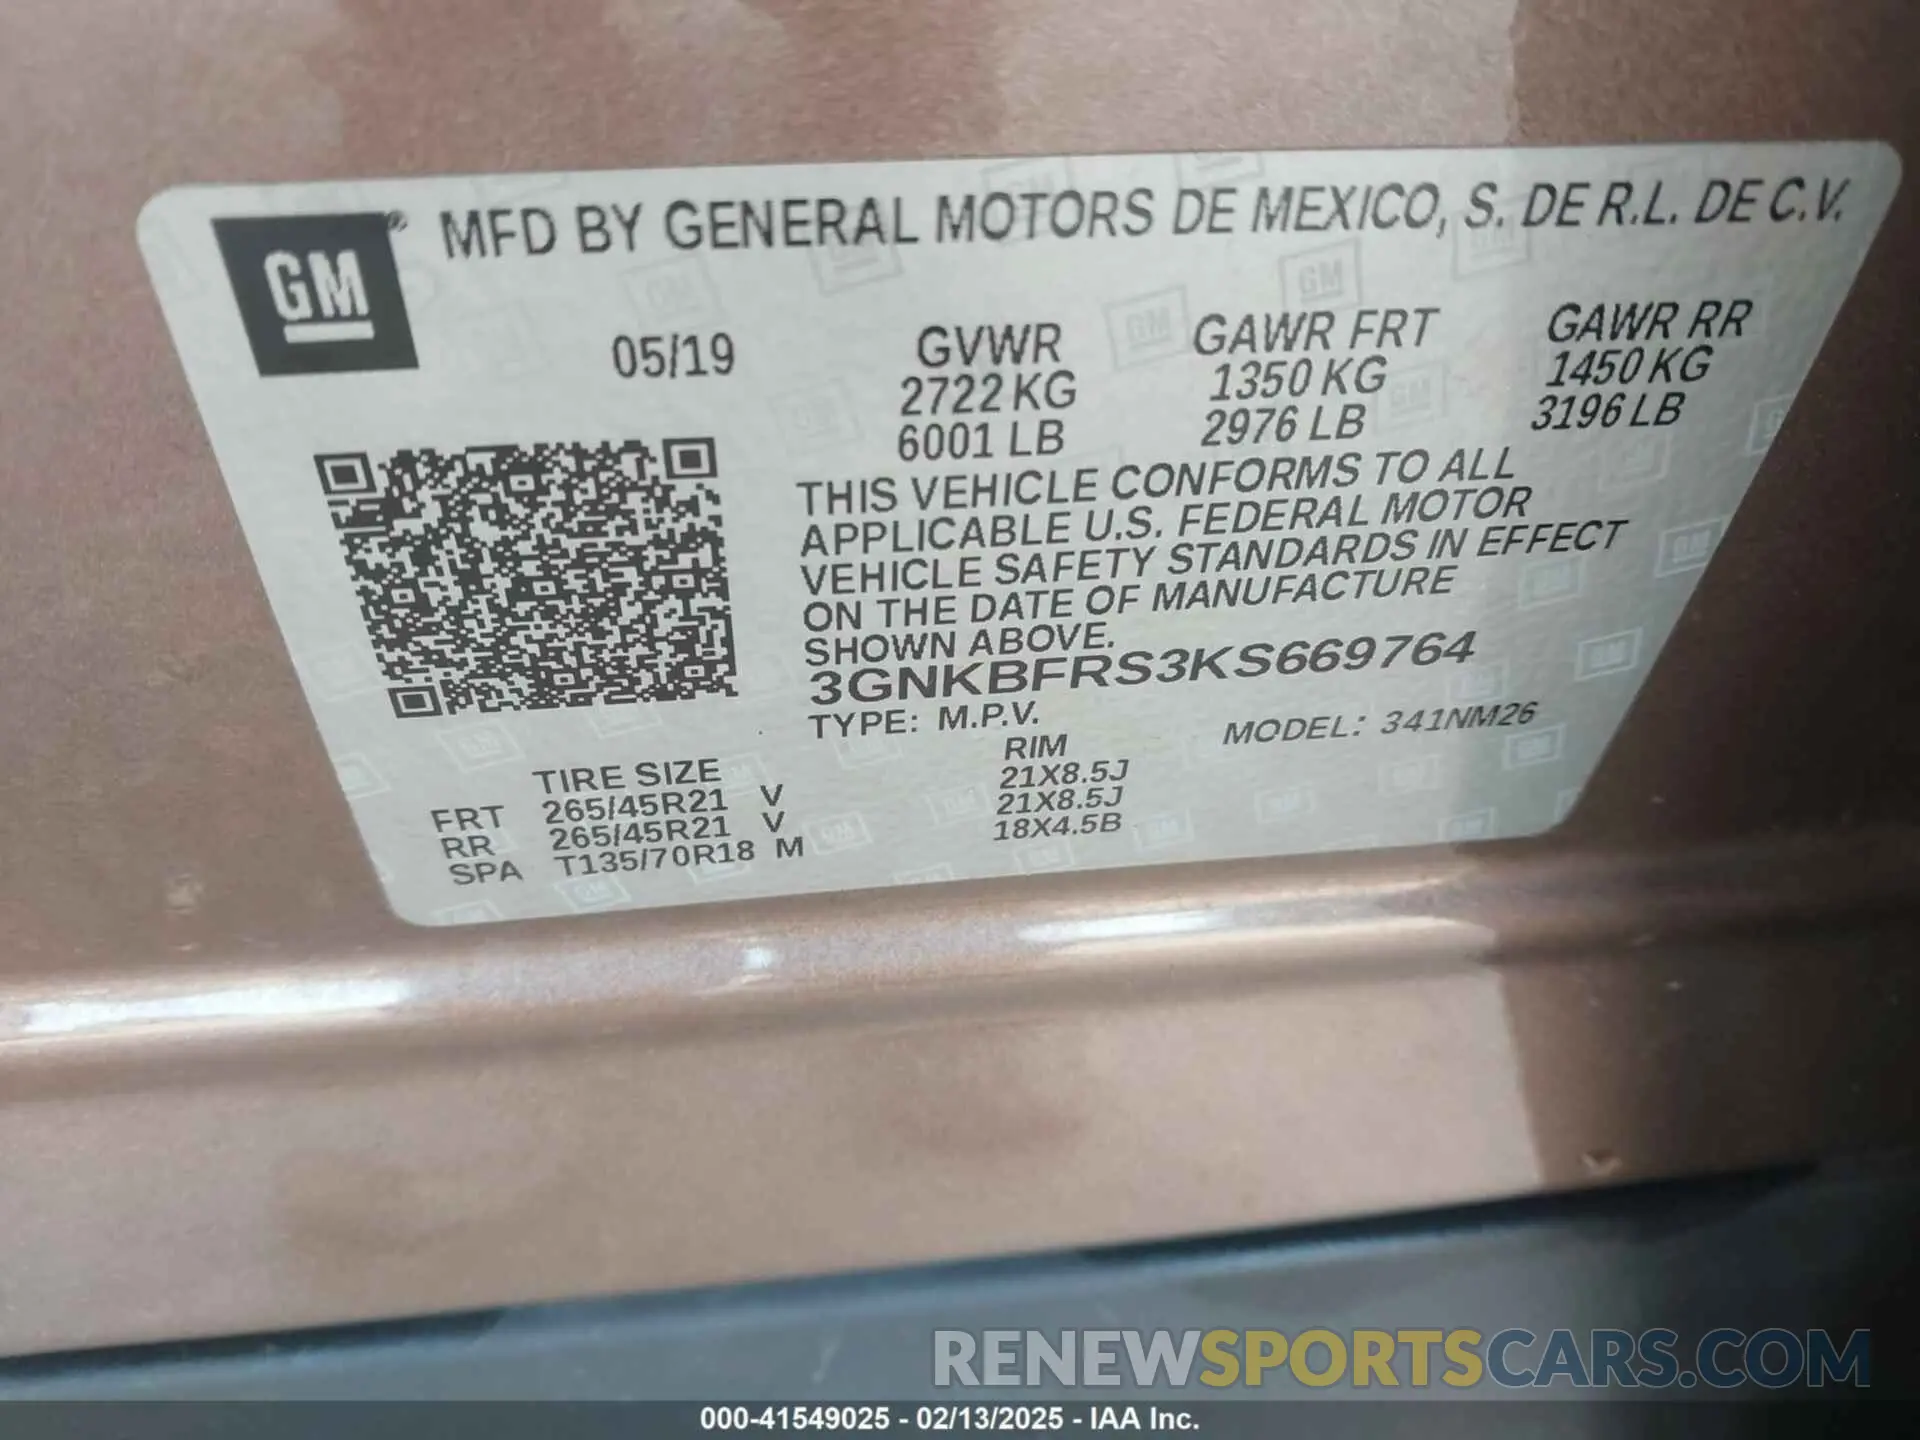 GM® MFD BY GENERAL MOTORS DE MEXICO, S. DE R.L. DE C.V.
05/19 GVWR GAWR FRT GAWR RR
2722 KG 1350 KG 1450 KG
6001 LB 2976 LB 3196 LB
THIS VEHICLE CONFORMS TO ALL
APPLICABLE U.S. FEDERAL MOTOR
VEHICLE SAFETY STANDARDS IN EFFECT
ON THE DATE OF MANUFACTURE
SHOWN ABOVE.
3GNKBFRS3KS669764
TYPE: M.P.V. MODEL: 341NM26
TIRE SIZE RIM
FRT 265/45R21 V 21X8.5J
RR 265/45R21 V 21X8.5J
SPA T135/70R18 M 18X4.5B
RENEWSPORTSCARS.COM
000-41549025 - 02/13/2025 - IAA Inc.